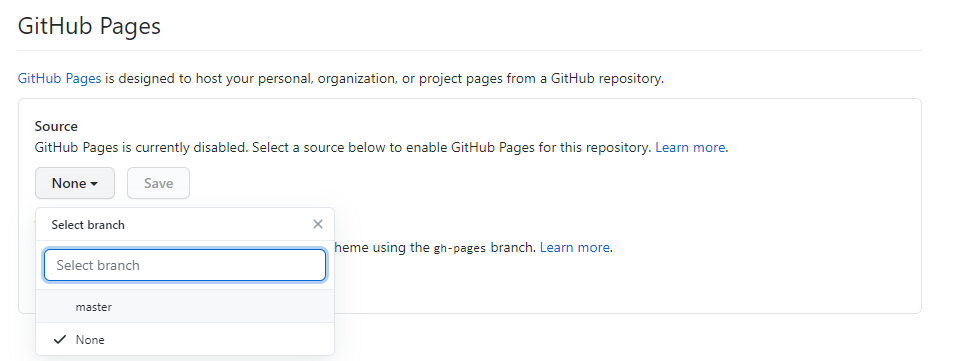 GitHub Pages
GitHub Pages is designed to host your personal, organization, or project pages from a GitHub repository.
Source
GitHub Pages is currently disabled. Select a source below to enable GitHub Pages for this repository. Learn more.
None Save
Select branch
heme using the gh-pages branch. Learn more.
Select branch
master
None